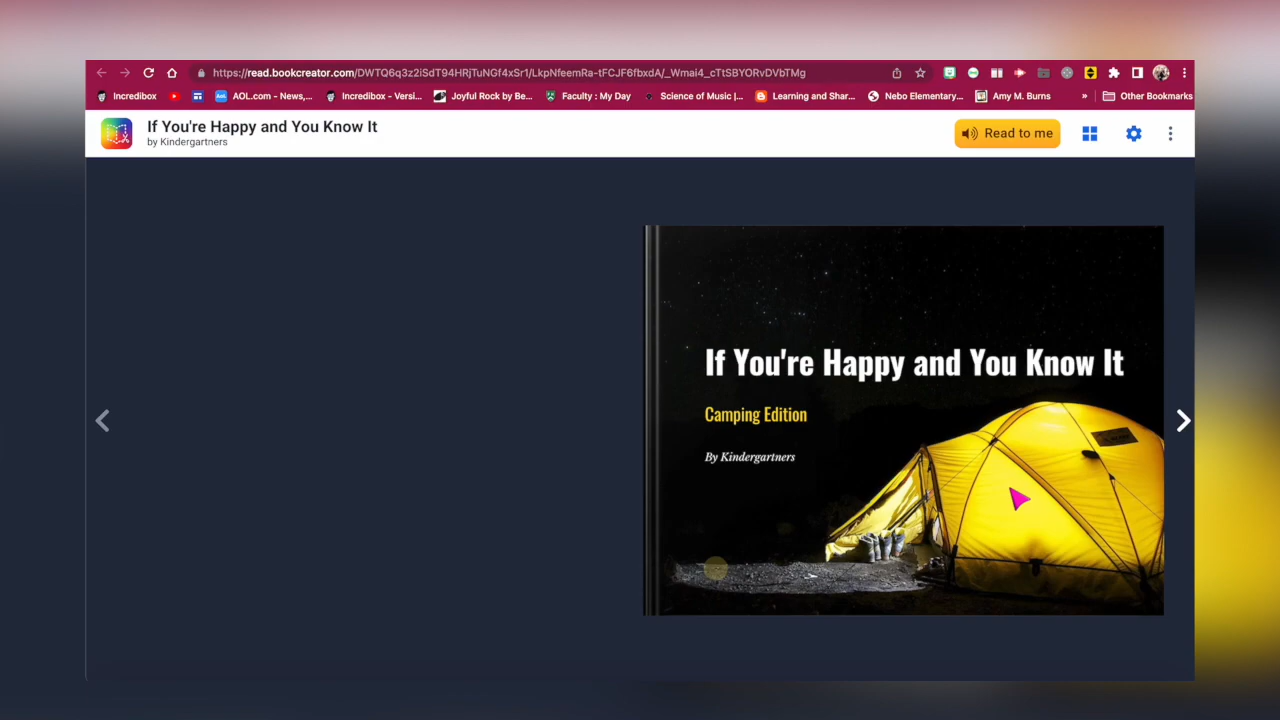 https://read.bookcreator.com/DWTQ6q3z2iSdT94HRjTuNGf4xSr1/LkpNfeemRa-tFCJF6fbxdA/_Wmai4_cTtSBYORvDVbTMg
Incredibox AOL.com - News,... Incredibox - Versi... Joyful Rock by Be... Faculty : My Day Science of Music |... Learning and Shar... Nebo Elementary... Amy M. Burns » Other Bookmarks
If You're Happy and You Know It
by Kindergartners
Read to me
If You're Happy and You Know It
Camping Edition
By Kindergartners